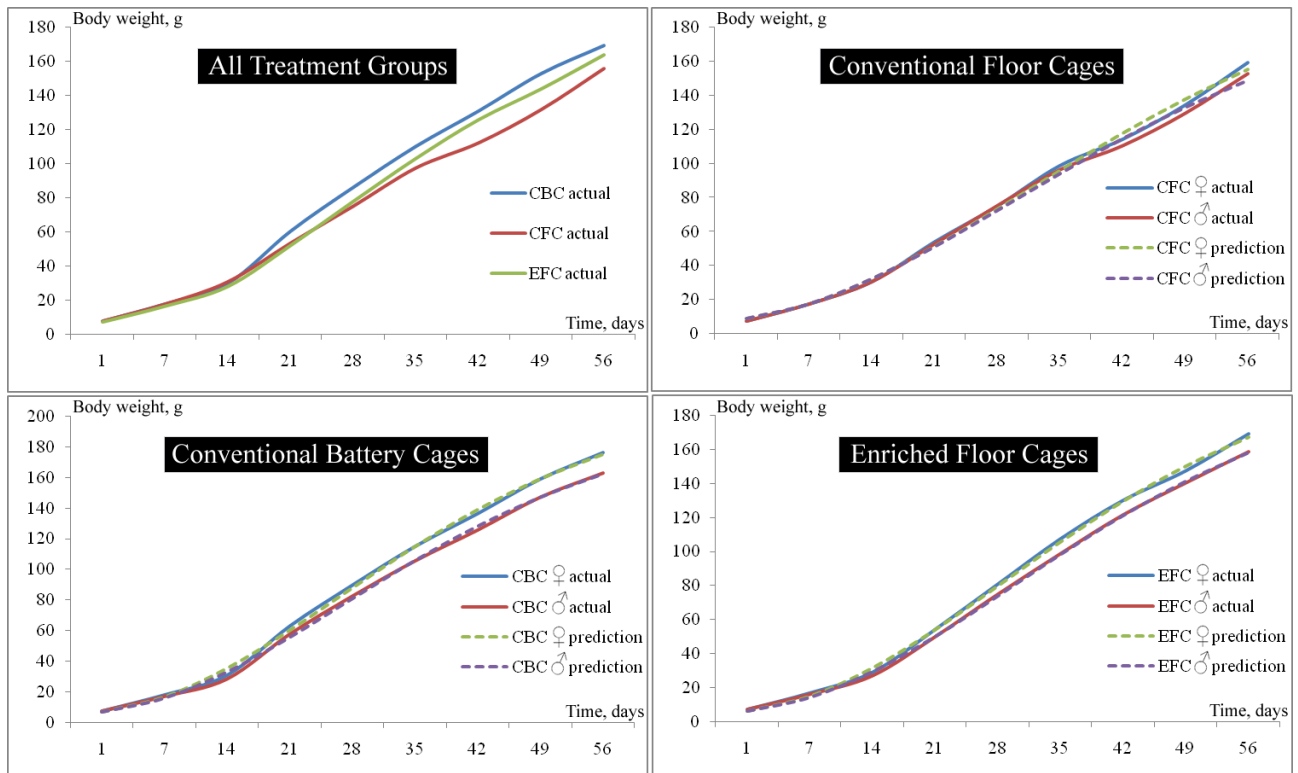 Body weight, g
All Treatment Groups
180
160
140
120
100
80
60
40
20
0
CBC actual
CFC actual
EFC actual
Time, days
1 7 14 21 28 35 42 49 56
Body weight, g
Conventional Floor Cages
180
160
140
120
100
80
60
40
20
0
CFC ♀ actual
CFC ♂ actual
CFC ♀ prediction
CFC ♂ prediction
Time, days
1 7 14 21 28 35 42 49 56
Body weight, g
Conventional Battery Cages
200
180
160
140
120
100
80
60
40
20
0
CBC ♀ actual
CBC ♂ actual
CBC ♀ prediction
CBC ♂ prediction
Time, days
1 7 14 21 28 35 42 49 56
Body weight, g
Enriched Floor Cages
180
160
140
120
100
80
60
40
20
0
EFC ♀ actual
EFC ♂ actual
EFC ♀ prediction
EFC ♂ prediction
Time, days
1 7 14 21 28 35 42 49 56